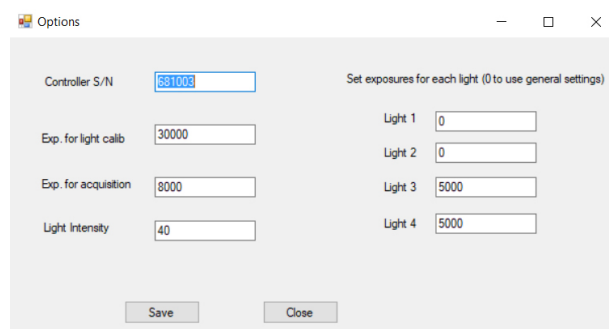 Options
Controller S/N 681003
Exp. for light calib 30000
Exp. for acquisition 8000
Light Intensity 40
Set exposures for each light (0 to use general settings)
Light 1 0
Light 2 0
Light 3 5000
Light 4 5000
Save Close